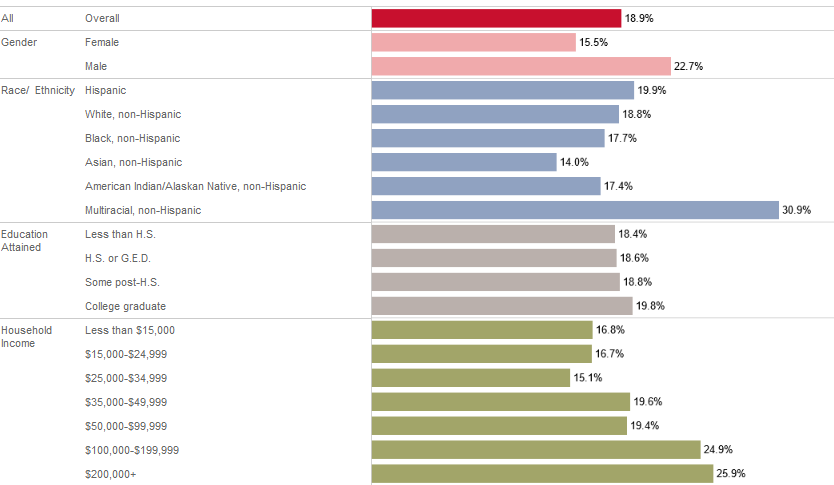 All Overall 18.9%
Gender Female 15.5%
Male 22.7%
Race/ Ethnicity Hispanic 19.9%
White, non-Hispanic 18.8%
Black, non-Hispanic 17.7%
Asian, non-Hispanic 14.0%
American Indian/Alaskan Native, non-Hispanic 17.4%
Multiracial, non-Hispanic 30.9%
Education Less than H.S. 18.4%
Attained
H.S. or G.E.D. 18.6%
Some post-H.S. 18.8%
College graduate 19.8%
Household Less than $15,000 16.8%
Income
$15,000-$24,999 16.7%
$25,000-$34,999 15.1%
$35,000-$49,999 19.6%
$50,000-$99,999 19.4%
$100,000-$199,999 24.9%
$200,000+ 25.9%